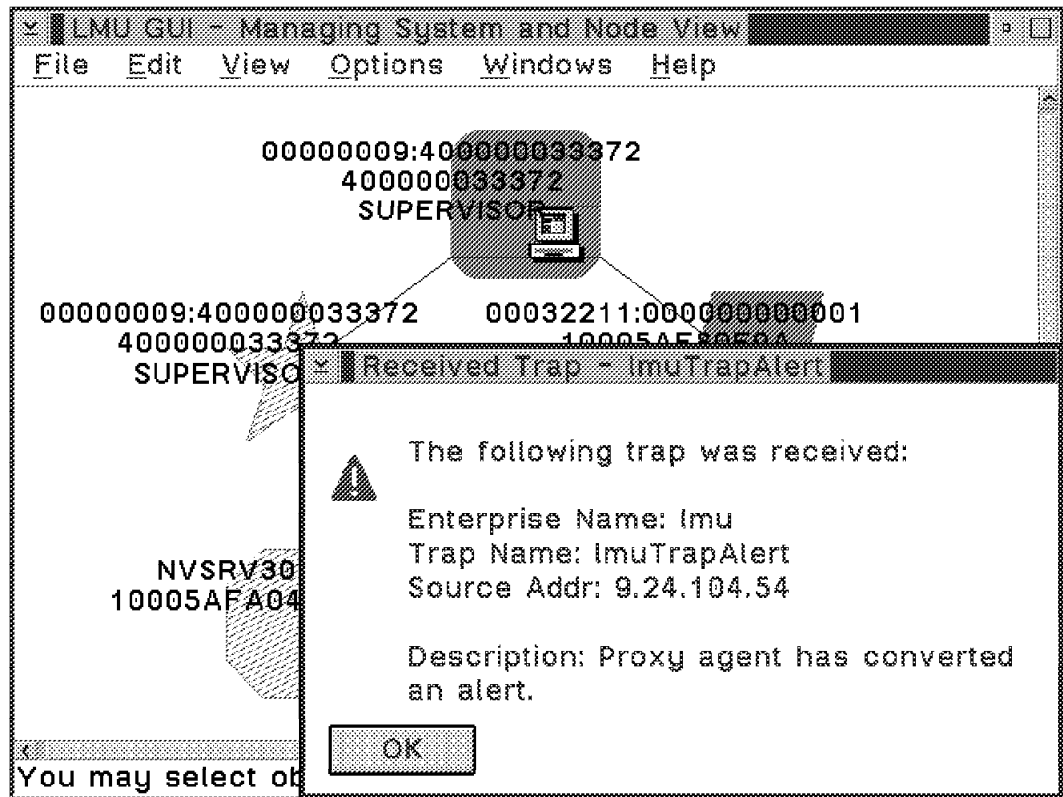 LMU GUI - Managing System and Node View
File Edit View Options Windows Help
00000009:400000033372
400000033372
SUPERVISOR
00000009:400000033372
400000033372
SUPERVISO
00032211:000000000001
NVSRV30
10005AFA04
Received Trap - lmuTrapAlert
The following trap was received:
Enterprise Name: lmu
Trap Name: lmuTrapAlert
Source Addr: 9.24.104.54
Description: Proxy agent has converted
an alert.
OK
You may select ob